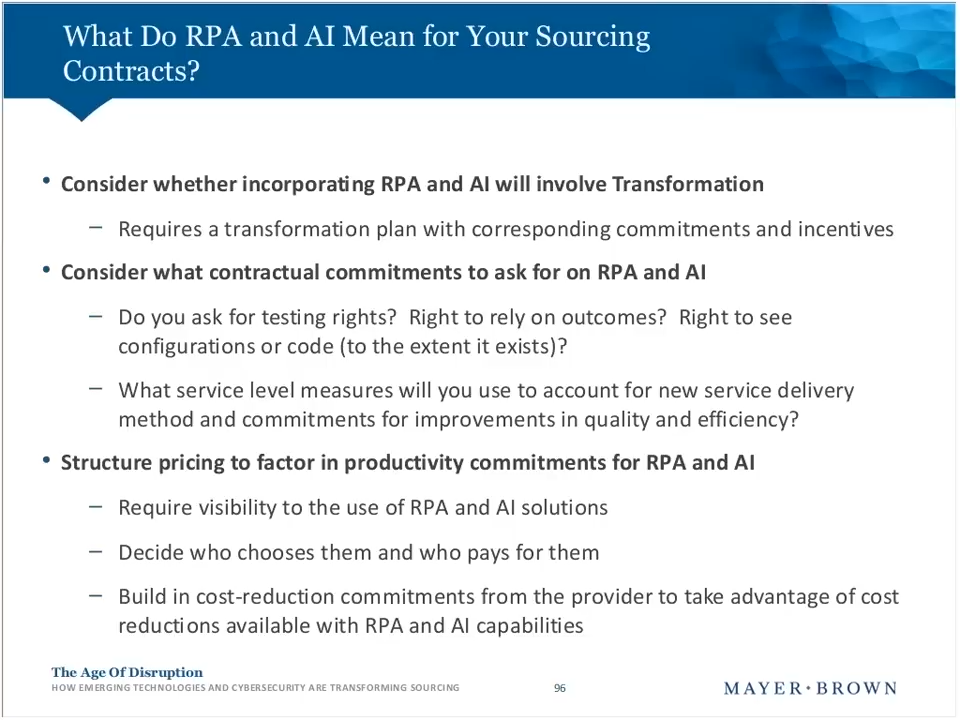 What Do RPA and AI Mean for Your Sourcing
Contracts?
• Consider whether incorporating RPA and AI will involve Transformation
– Requires a transformation plan with corresponding commitments and incentives
• Consider what contractual commitments to ask for on RPA and AI
– Do you ask for testing rights?  Right to rely on outcomes?  Right to see
configurations or code (to the extent it exists)?
– What service level measures will you use to account for new service delivery
method and commitments for improvements in quality and efficiency?
• Structure pricing to factor in productivity commitments for RPA and AI
– Require visibility to the use of RPA and AI solutions
– Decide who chooses them and who pays for them
– Build in cost-reduction commitments from the provider to take advantage of cost
reductions available with RPA and AI capabilities
The Age Of Disruption
HOW EMERGING TECHNOLOGIES AND CYBERSECURITY ARE TRANSFORMING SOURCING
96
MAYER•BROWN